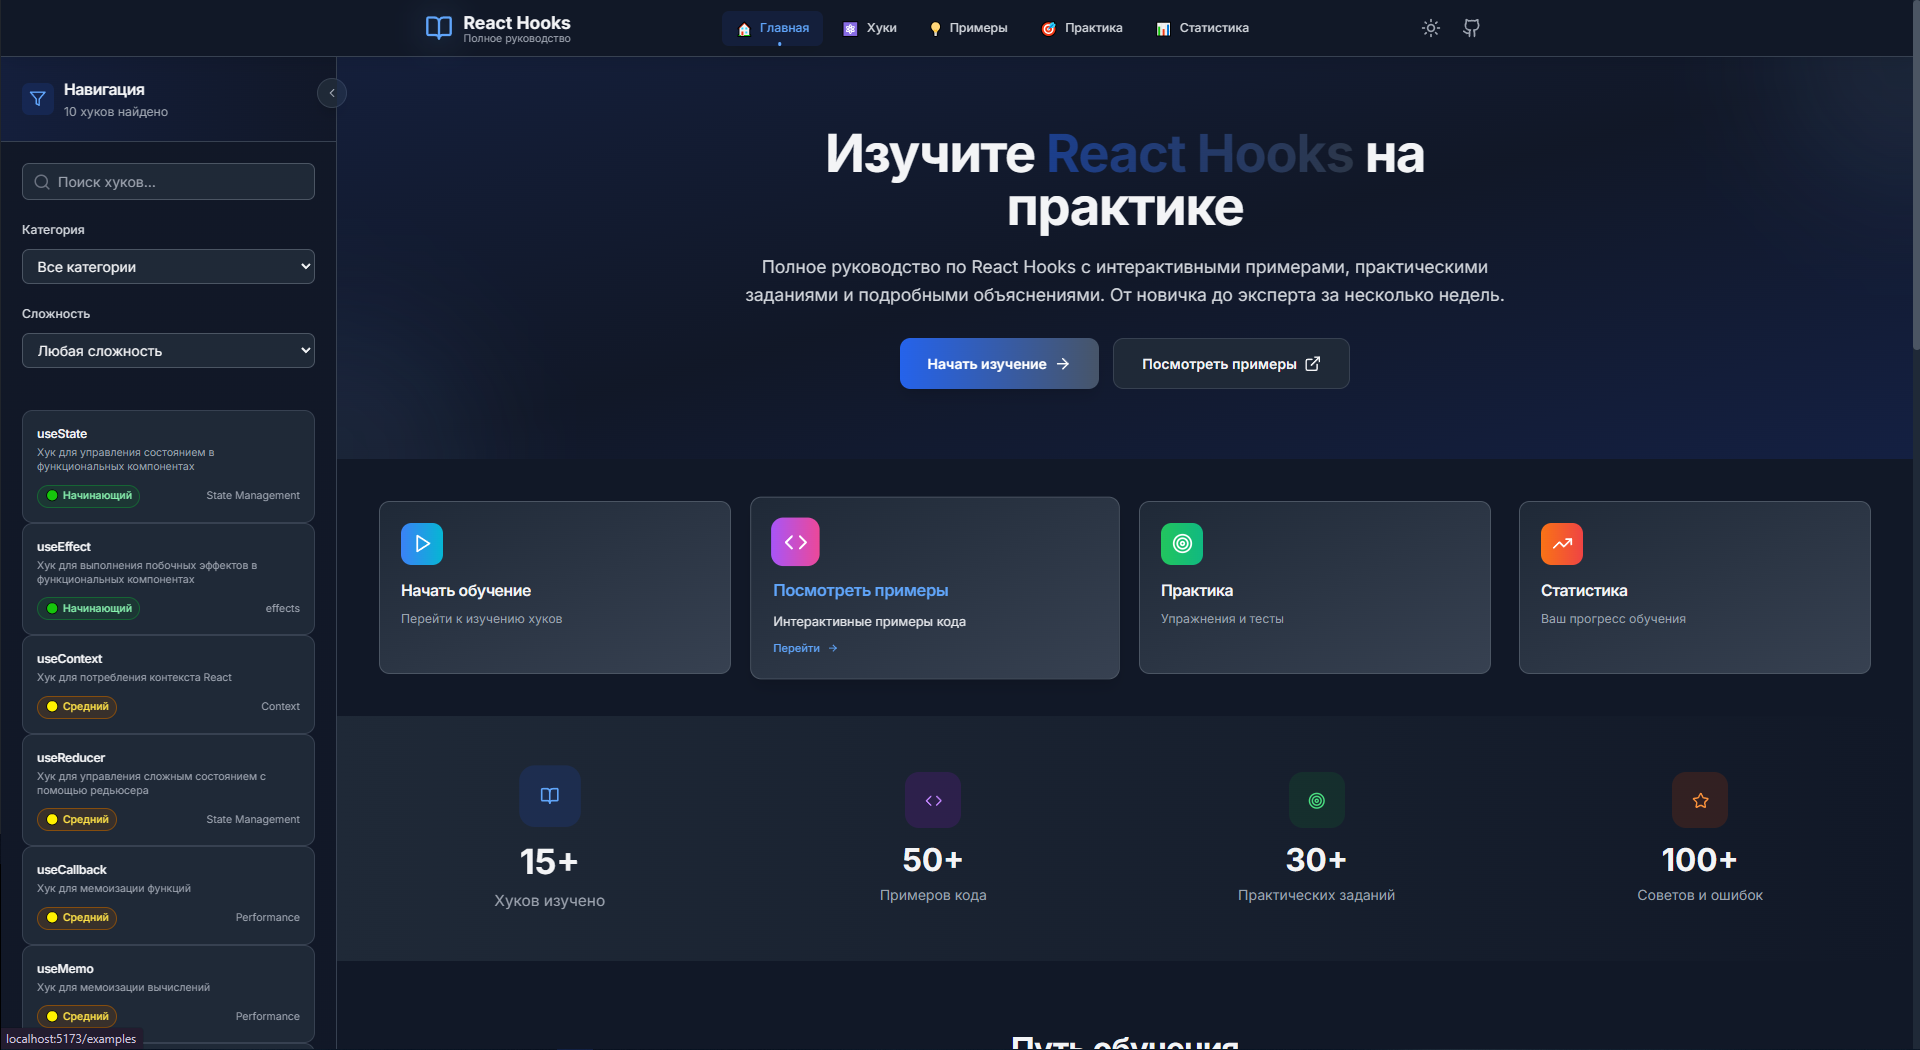 React Hooks
Полное руководство
Главная
Хуки
Примеры
Практика
Статистика
Навигация
10 хуков найдено
Поиск хуков...
Категория
Все категории
Сложность
Любая сложность
useState
Хук для управления состоянием в
функциональных компонентах
Начинающий
State Management
useEffect
Хук для выполнения побочных эффектов в
функциональных компонентах
Начинающий
effects
useContext
Хук для потребления контекста React
Средний
Context
useReducer
Хук для управления сложным состоянием с
помощью редьюсера
Средний
State Management
useCallback
Хук для мемоизации функций
Средний
Performance
useMemo
Хук для мемоизации вычислений
Средний
Performance
localhost:5173/examples
Изучите React Hooks на
практике
Полное руководство по React Hooks с интерактивными примерами, практическими
заданиями и подробными объяснениями. От новичка до эксперта за несколько недель.
Начать изучение
Посмотреть примеры
Начать обучение
Перейти к изучению хуков
Посмотреть примеры
Интерактивные примеры кода
Перейти
Практика
Упражнения и тесты
Статистика
Ваш прогресс обучения
15+
Хуков изучено
50+
Примеров кода
30+
Практических заданий
100+
Советов и ошибок
Путь обучения